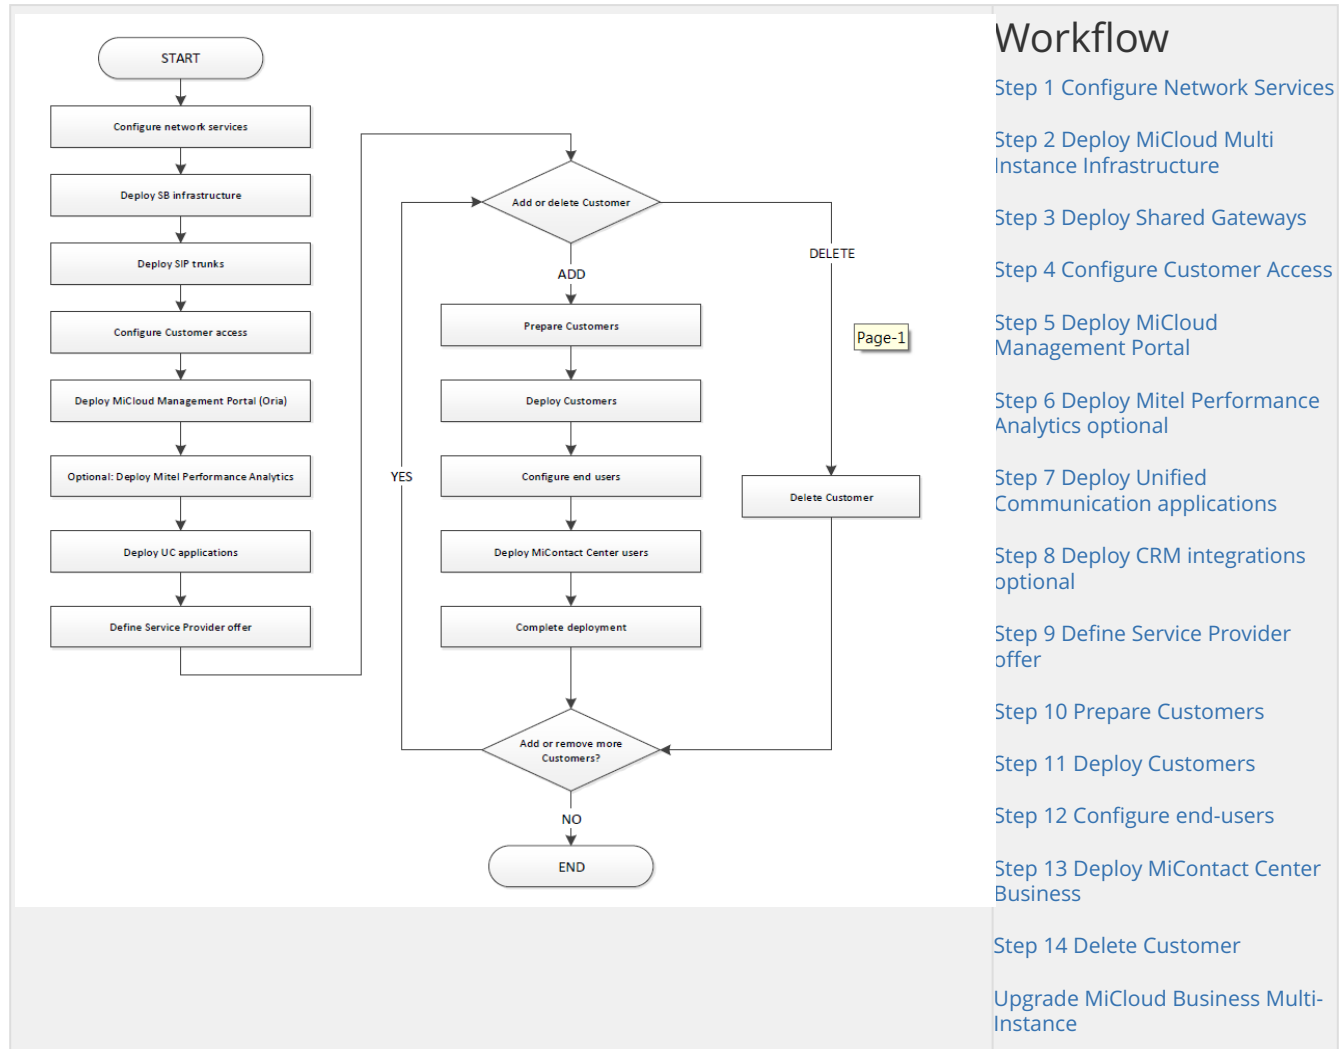 START
Configure network services
Deploy SB infrastructure
Deploy SIP trunks
Configure Customer access
Deploy MiCloud Management Portal (Oria)
Optional: Deploy Mitel Performance Analytics
Deploy UC applications
Define Service Provider offer
Add or delete Customer
ADD
DELETE
Prepare Customers
Deploy Customers
Configure end users
Deploy MiContact Center users
Complete deployment
YES
Page-1
Delete Customer
Add or remove more
Customers?
NO
END
Workflow
Step 1 Configure Network Services
Step 2 Deploy MiCloud Multi
Instance Infrastructure
Step 3 Deploy Shared Gateways
Step 4 Configure Customer Access
Step 5 Deploy MiCloud
Management Portal
Step 6 Deploy Mitel Performance
Analytics optional
Step 7 Deploy Unified
Communication applications
Step 8 Deploy CRM integrations
optional
Step 9 Define Service Provider
offer
Step 10 Prepare Customers
Step 11 Deploy Customers
Step 12 Configure end-users
Step 13 Deploy MiContact Center
Business
Step 14 Delete Customer
Upgrade MiCloud Business Multi-
Instance